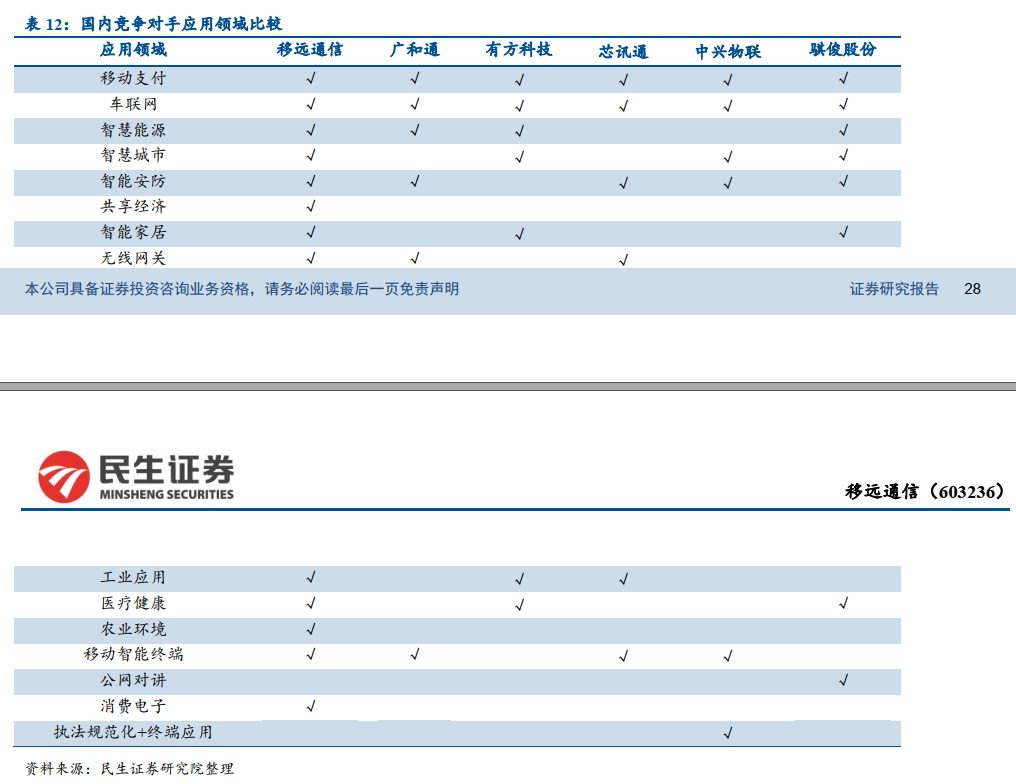 表 12：国内竞争对手应用领域比较
应用领域 移远通信 广和通 有方科技 芯讯通 中兴物联 骐俊股份
移动支付 √ √ √ √ √ √
车联网 √ √ √ √ √ √
智慧能源 √ √ √ √
智慧城市 √ √ √ √
智能安防 √ √ √ √ √
共享经济 √
智能家居 √ √ √
无线网关 √ √ √
本公司具备证券投资咨询业务资格，请务必阅读最后一页免责声明 证券研究报告 28
民生证券
MINSHENG SECURITIES
移远通信（603236）
工业应用 √ √ √
医疗健康 √ √ √
农业环境 √
移动智能终端 √ √ √ √
公网对讲 √
消费电子 √
执法规范化+终端应用 √
资料来源：民生证券研究院整理